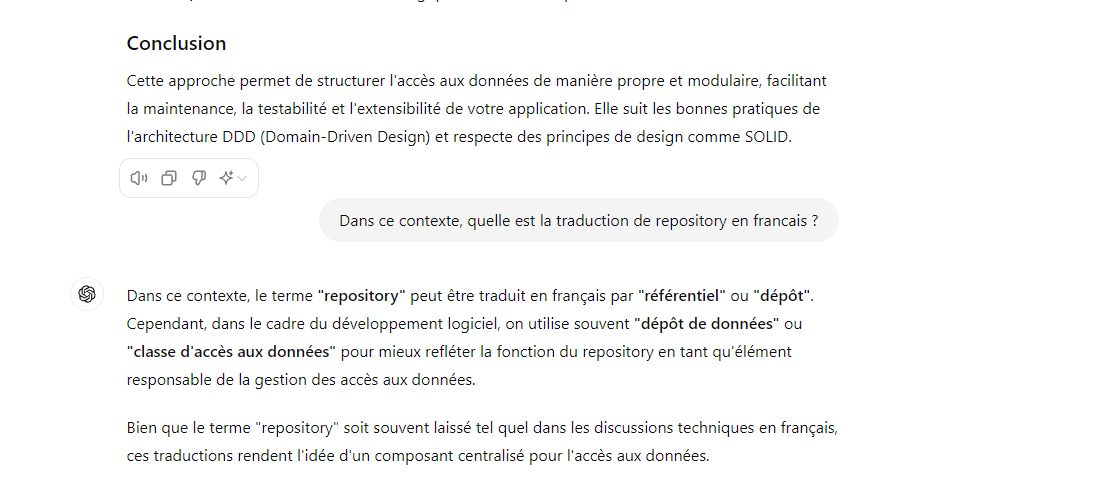 Conclusion
Cette approche permet de structurer l'accès aux données de manière propre et modulaire, facilitant
la maintenance, la testabilité et l'extensibilité de votre application. Elle suit les bonnes pratiques de
l'architecture DDD (Domain-Driven Design) et respecte des principes de design comme SOLID.
Dans ce contexte, quelle est la traduction de repository en francais ?
Dans ce contexte, le terme "repository" peut être traduit en français par "référentiel" ou "dépôt".
Cependant, dans le cadre du développement logiciel, on utilise souvent "dépôt de données" ou
"classe d'accès aux données" pour mieux refléter la fonction du repository en tant qu'élément
responsable de la gestion des accès aux données.
Bien que le terme "repository" soit souvent laissé tel quel dans les discussions techniques en français,
ces traductions rendent l'idée d'un composant centralisé pour l'accès aux données.